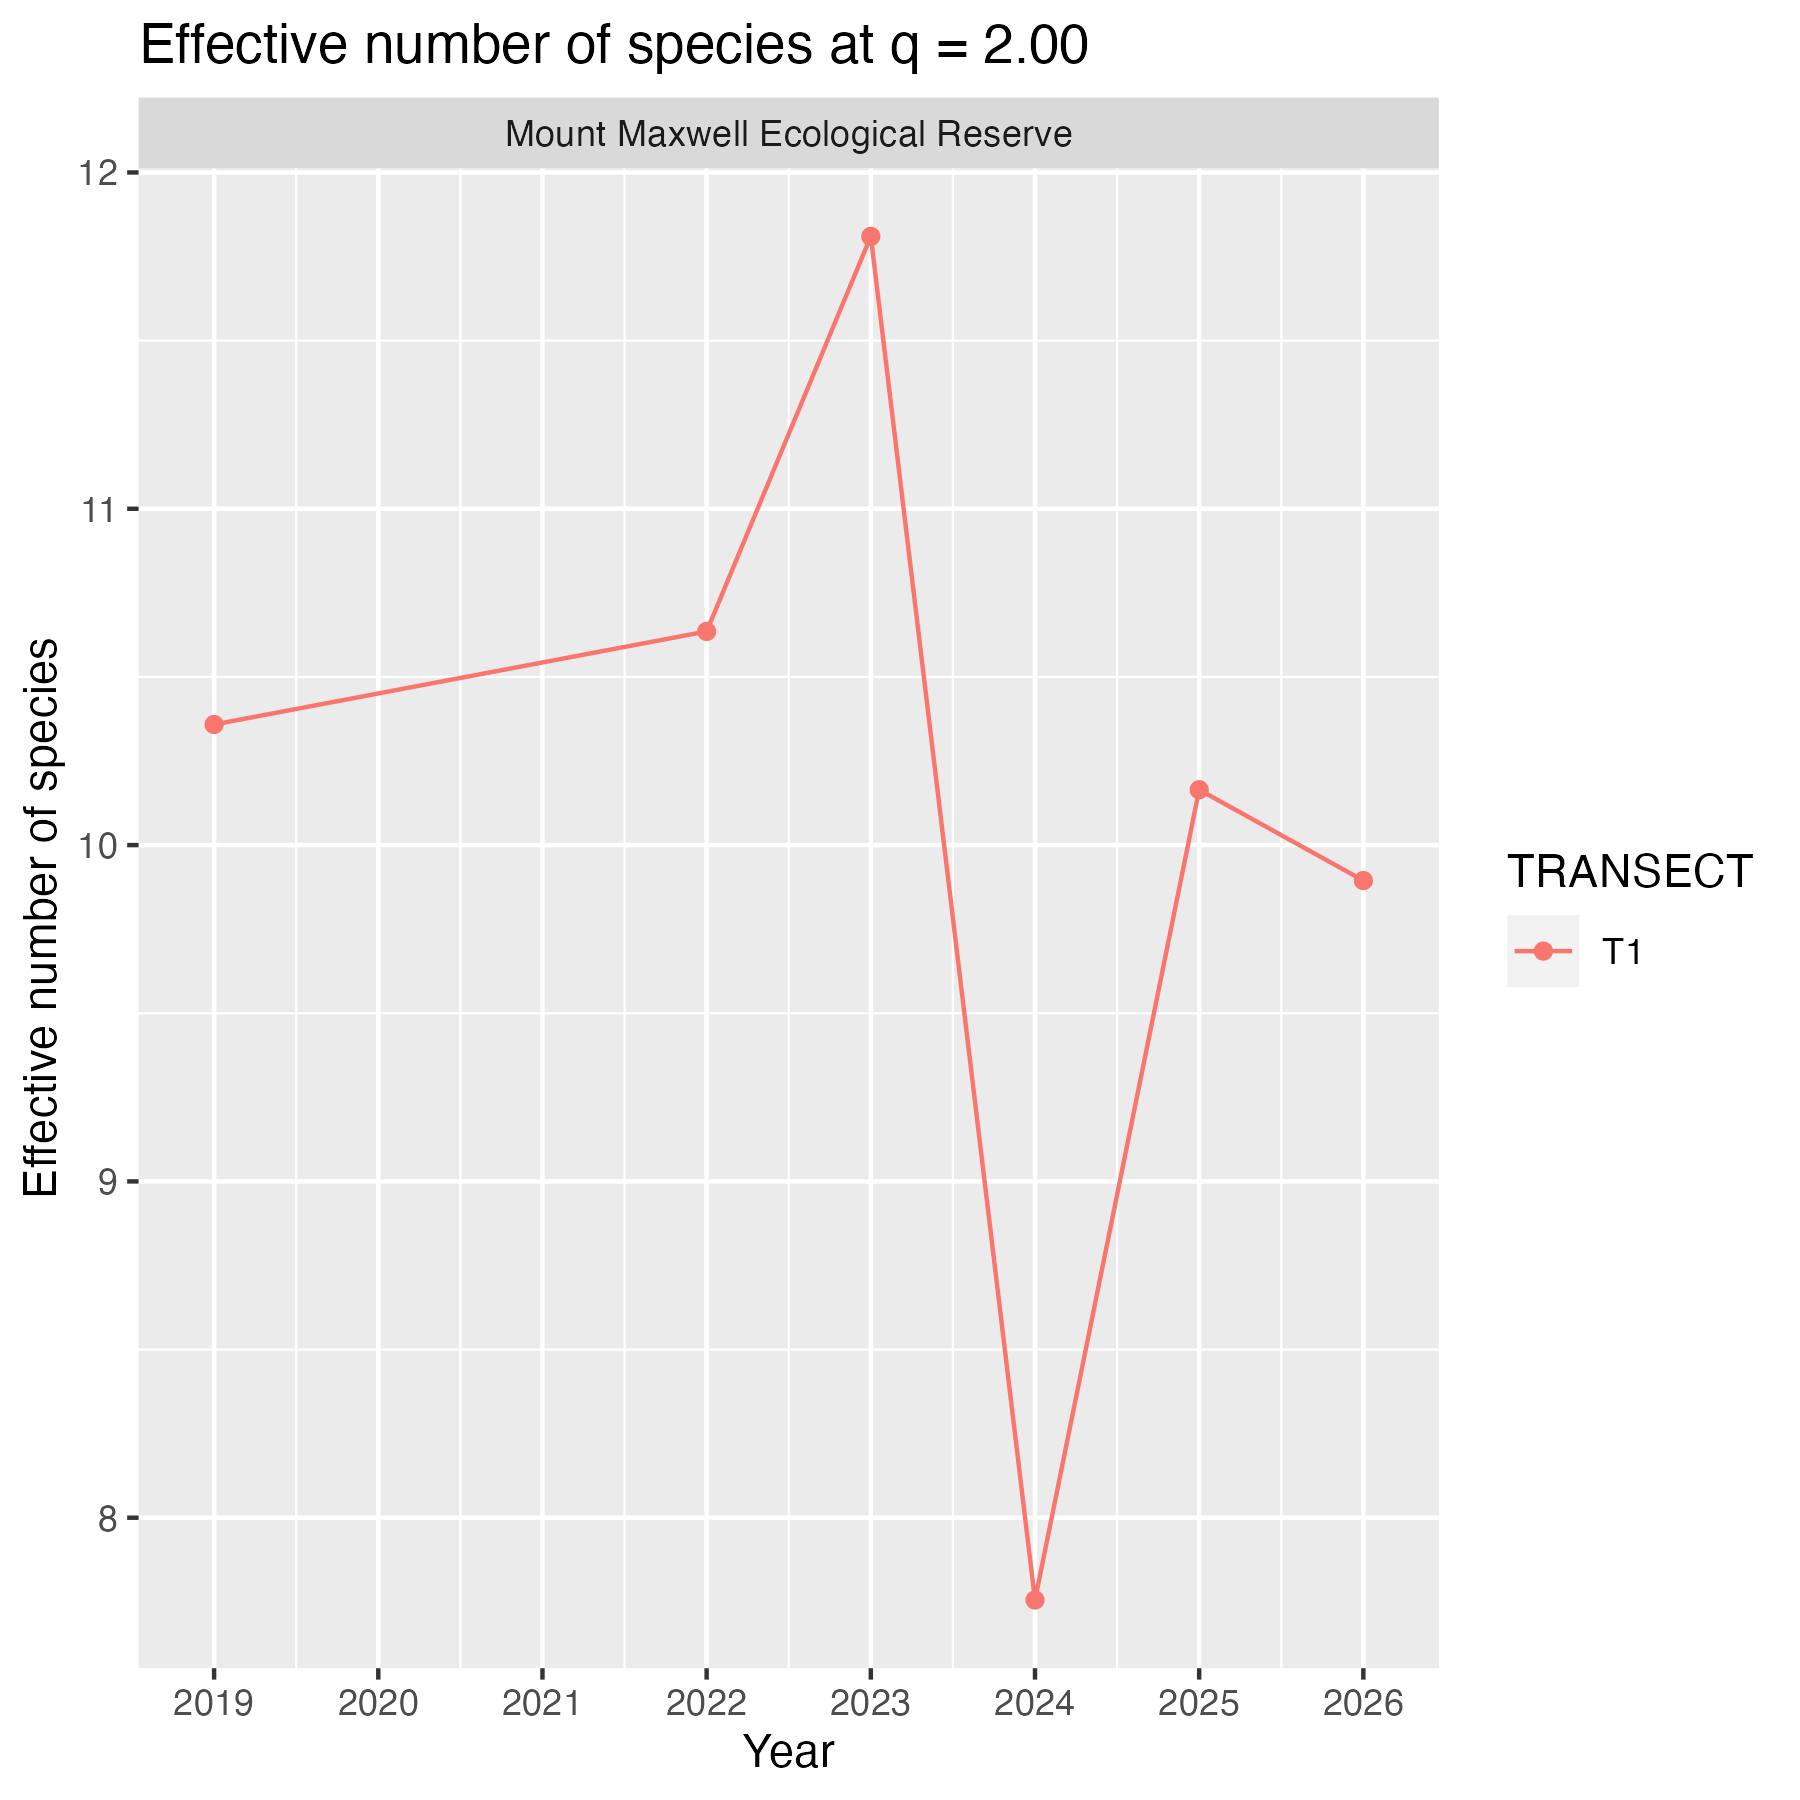 Effective number of species at q = 2.00
Mount Maxwell Ecological Reserve
12
11
10
9
8
Effective number of species
2019 2020 2021 2022 2023 2024 2025 2026
Year
TRANSECT
T1